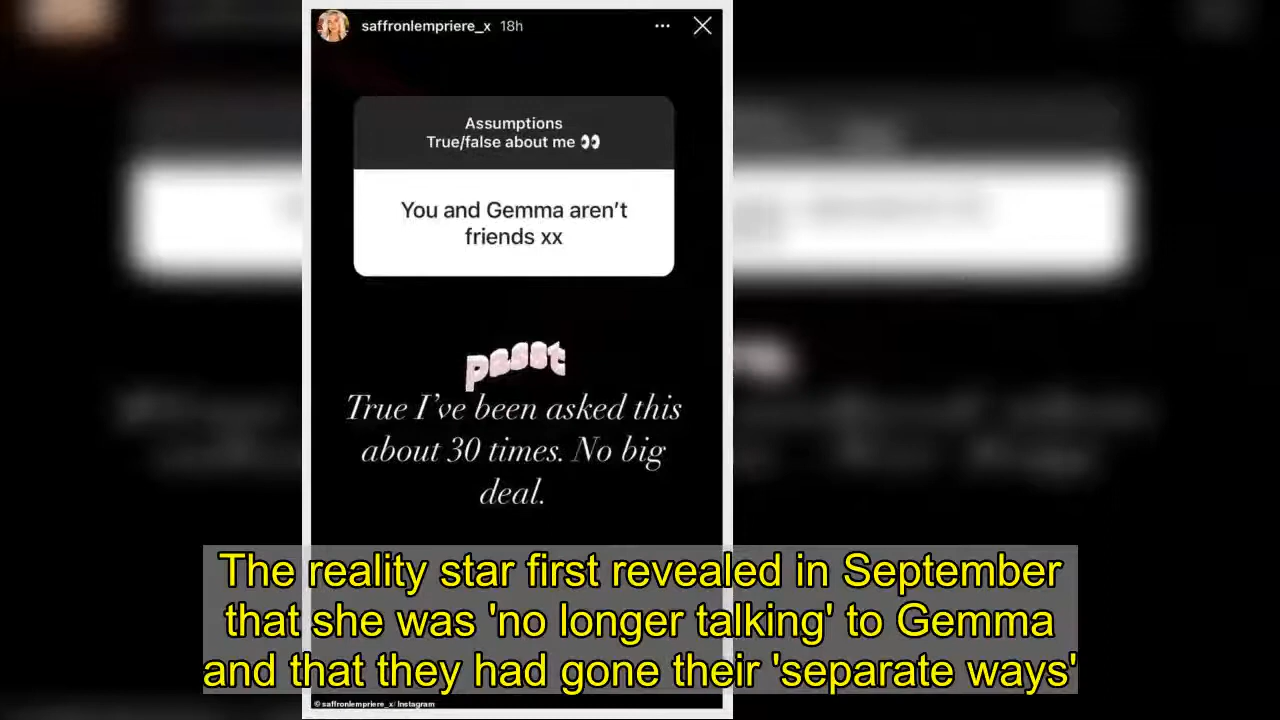 saffronlempriere_x 18h
Assumptions
True/false about me 👀
You and Gemma aren’t
friends xx
pssst
True I’ve been asked this
about 30 times. No big
deal.
The reality star first revealed in September
that she was 'no longer talking' to Gemma
and that they had gone their 'separate ways'
© saffronlempriere_x/ Instagram